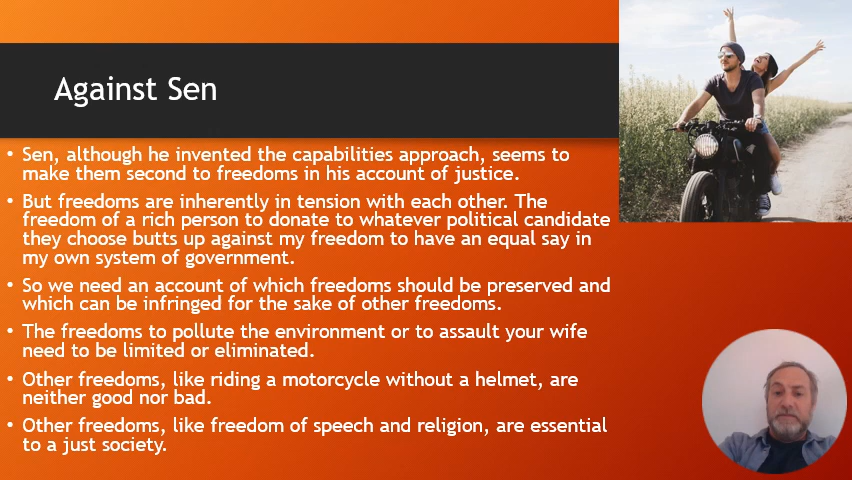 Against Sen
• Sen, although he invented the capabilities approach, seems to
make them second to freedoms in his account of justice.
• But freedoms are inherently in tension with each other. The
freedom of a rich person to donate to whatever political candidate
they choose butts up against my freedom to have an equal say in
my own system of government.
• So we need an account of which freedoms should be preserved and
which can be infringed for the sake of other freedoms.
• The freedoms to pollute the environment or to assault your wife
need to be limited or eliminated.
• Other freedoms, like riding a motorcycle without a helmet, are
neither good nor bad.
• Other freedoms, like freedom of speech and religion, are essential
to a just society.